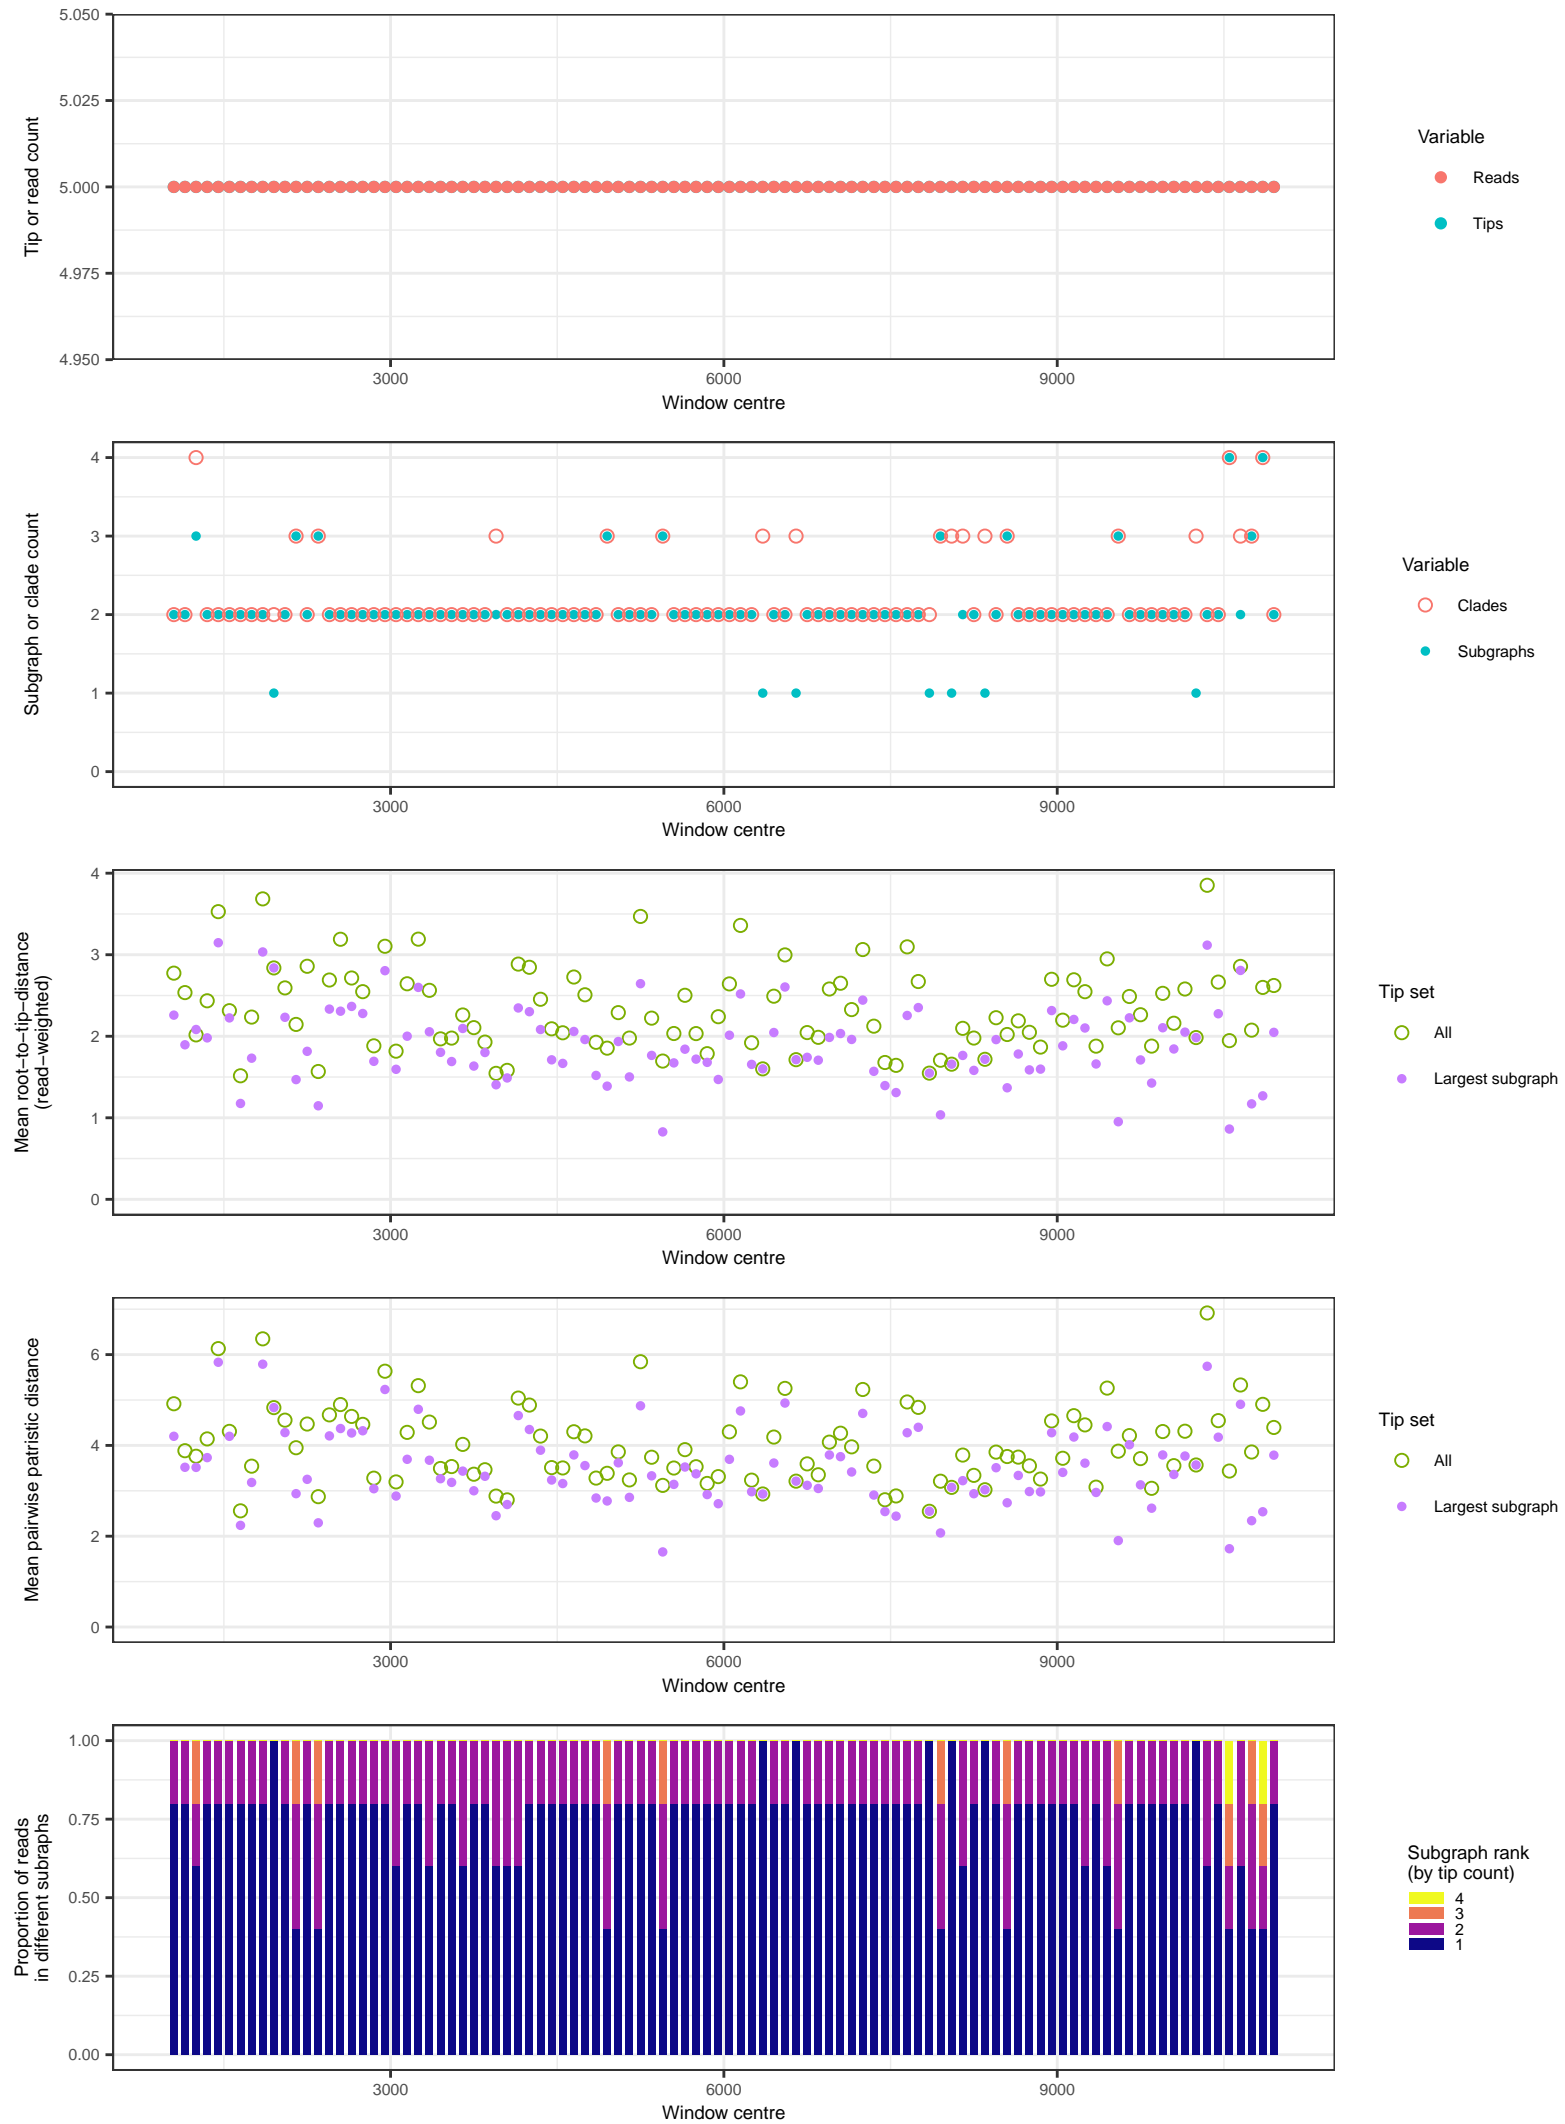 5.050
5.025
5.000
4.975
4.950
Tip or read count
3000
6000
9000
Window centre
Variable
Reads
Tips
4
3
2
1
0
Subgraph or clade count
3000
6000
9000
Window centre
Variable
Clades
Subgraphs
4
3
2
1
0
Mean root−to−tip−distance
(read−weighted)
3000
6000
9000
Window centre
Tip set
All
Largest subgraph
6
4
2
0
Mean pairwise patristic distance
3000
6000
9000
Window centre
Tip set
All
Largest subgraph
1.00
0.75
0.50
0.25
0.00
Proportion of reads
in different subraphs
3000
6000
9000
Window centre
Subgraph rank
(by tip count)
4
3
2
1